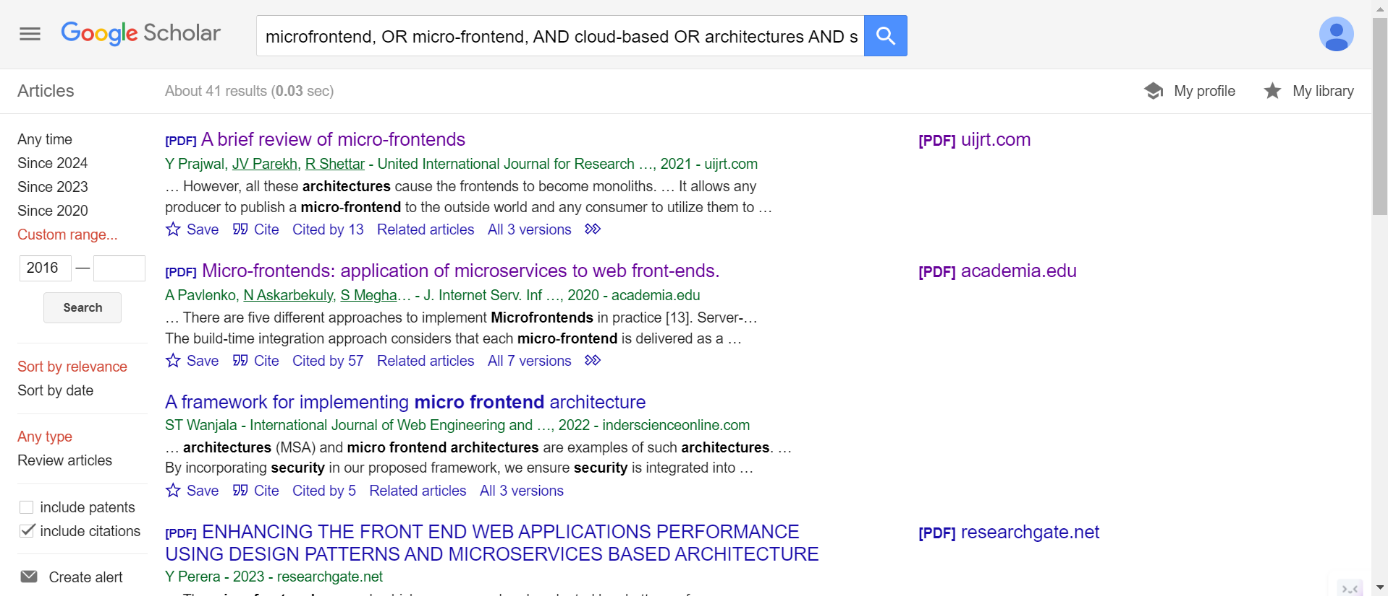 Google Scholar
microfrontend, OR micro-frontend, AND cloud-based OR architectures AND s
Articles
About 41 results (0.03 sec)
My profile
My library
Any time
Since 2024
Since 2023
Since 2020
Custom range...
2016 —
Search
Sort by relevance
Sort by date
Any type
Review articles
include patents
include citations
Create alert
[PDF] A brief review of micro-frontends
Y Prajwal, JV Parekh, R Shettar - United International Journal for Research …, 2021 - uijrt.com
… However, all these architectures cause the frontends to become monoliths. … It allows any
producer to publish a micro-frontend to the outside world and any consumer to utilize them to …
Save Cite Cited by 13 Related articles All 3 versions
[PDF] uijrt.com
[PDF] Micro-frontends: application of microservices to web front-ends.
A Pavlenko, N Askarbekuly, S Megha… - J. Internet Serv. Inf …, 2020 - academia.edu
… There are five different approaches to implement Microfrontends in practice [13]. Server-…
The build-time integration approach considers that each micro-frontend is delivered as a …
Save Cite Cited by 57 Related articles All 7 versions
[PDF] academia.edu
A framework for implementing micro frontend architecture
ST Wanjala - International Journal of Web Engineering and …, 2022 - inderscienceonline.com
… architectures (MSA) and micro frontend architectures are examples of such architectures. …
By incorporating security in our proposed framework, we ensure security is integrated into …
Save Cite Cited by 5 Related articles All 3 versions
[PDF] ENHANCING THE FRONT END WEB APPLICATIONS PERFORMANCE
USING DESIGN PATTERNS AND MICROSERVICES BASED ARCHITECTURE
Y Perera - 2023 - researchgate.net
[PDF] researchgate.net